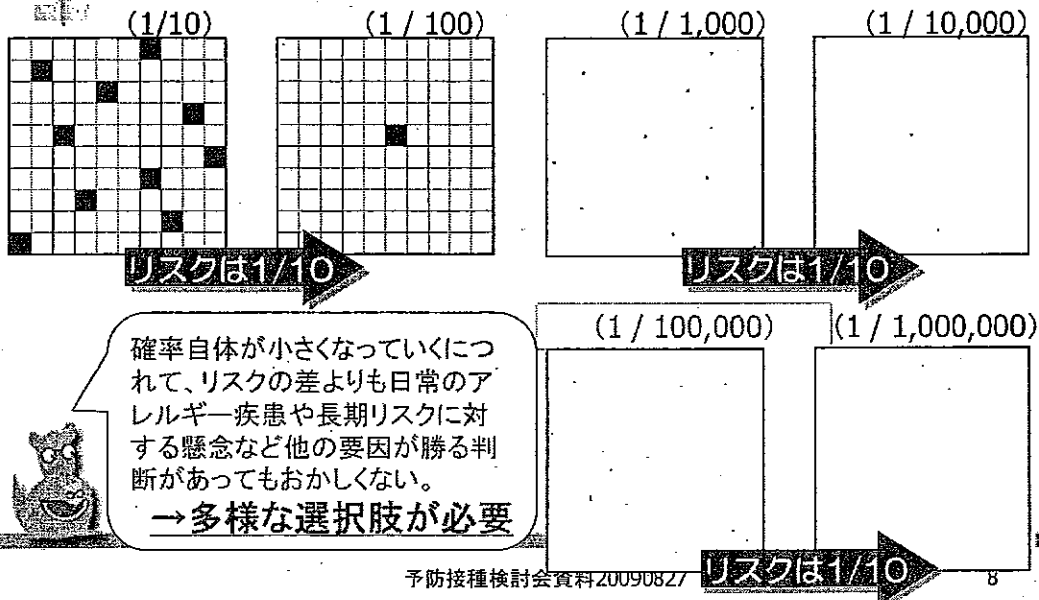 (1/10)
(1 / 100)
(1 / 1,000)
(1 / 10,000)
リスクは1/10
リスクは1/10
(1 / 100,000)
(1 / 1,000,000)
確率自体が小さくなっていくにつ
れて、リスクの差よりも日常のア
レルギー疾患や長期リスクに対
する懸念など他の要因が勝る判
断があってもおかしくない。
→多様な選択肢が必要
リスクは1/10
予防接種検討会資料20090827
8